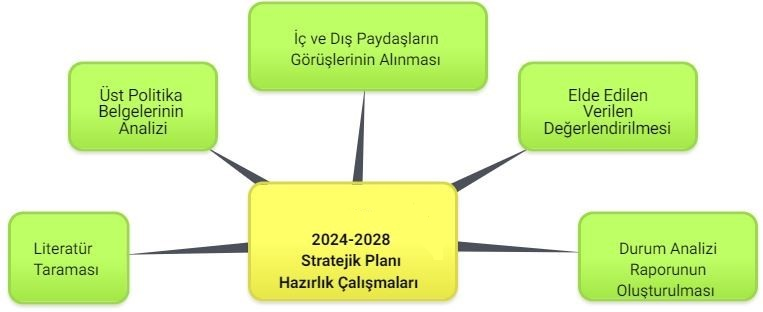 İç ve Dış Paydaşların
Görüşlerinin Alınması
Üst Politika
Belgelerinin
Analizi
Elde Edilen
Verilen
Değerlendirilmesi
Literatür
Taraması
2024-2028
Stratejik Planı
Hazırlık Çalışmaları
Durum Analizi
Raporunun
Oluşturulması